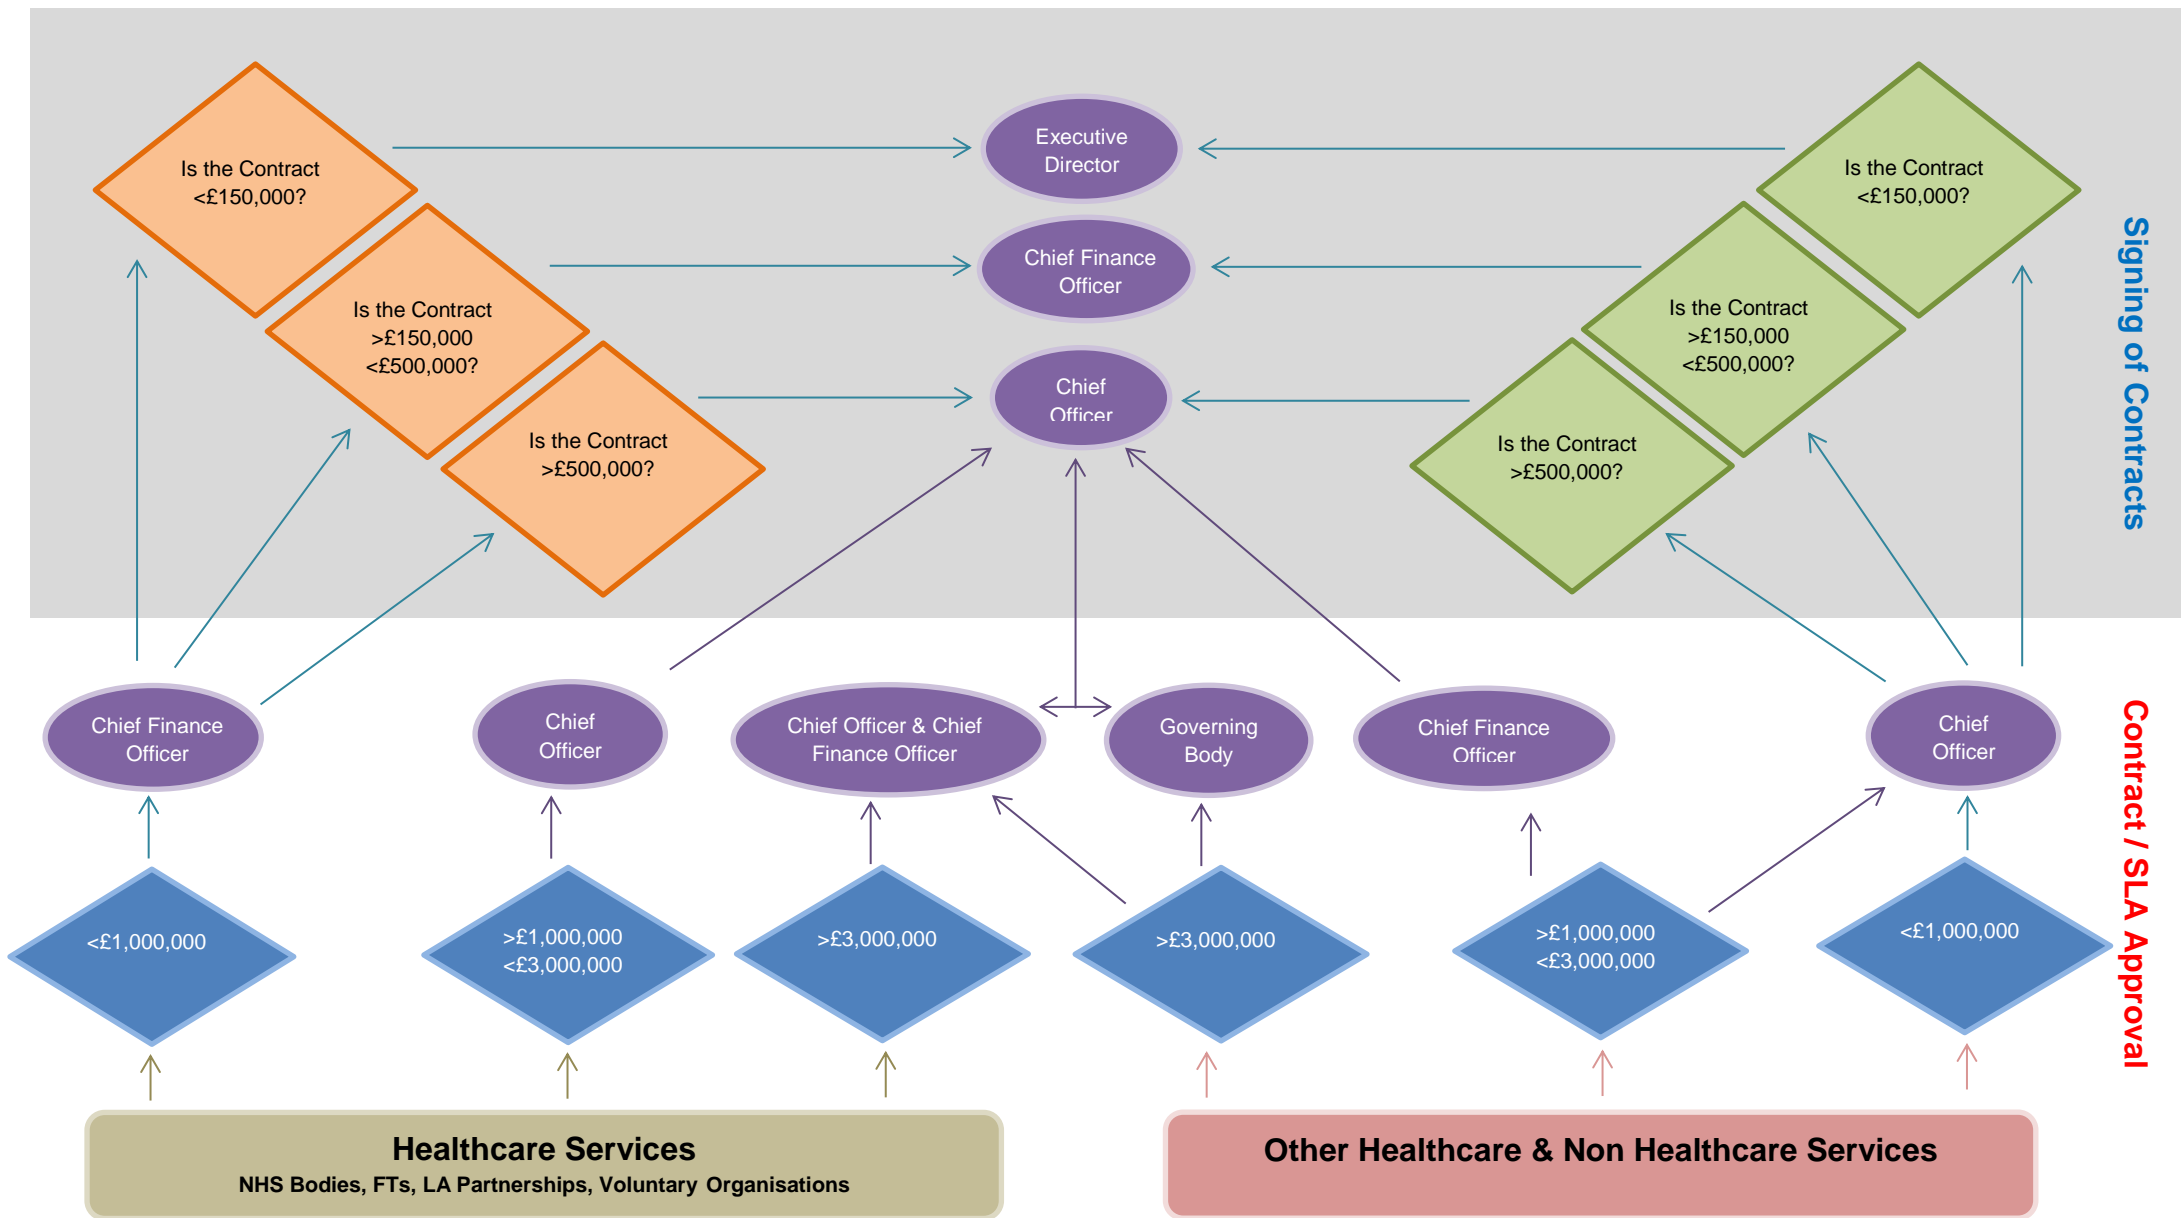 Executive
Director
Is the Contract
<£150,000?
Is the Contract
<£150,000?
Chief Finance
Officer
Is the Contract
>£150,000
<£500,000?
Is the Contract
>£150,000
<£500,000?
Chief
Officer
Is the Contract
>£500,000?
Is the Contract
>£500,000?
Signing of Contracts
Chief Finance
Officer
Chief
Officer
Chief Officer & Chief
Finance Officer
Governing
Body
Chief Finance
Officer
Chief
Officer
<£1,000,000
>£1,000,000
<£3,000,000
>£3,000,000
>£3,000,000
>£1,000,000
<£3,000,000
<£1,000,000
Contract / SLA Approval
Healthcare Services
NHS Bodies, FTs, LA Partnerships, Voluntary Organisations
Other Healthcare & Non Healthcare Services